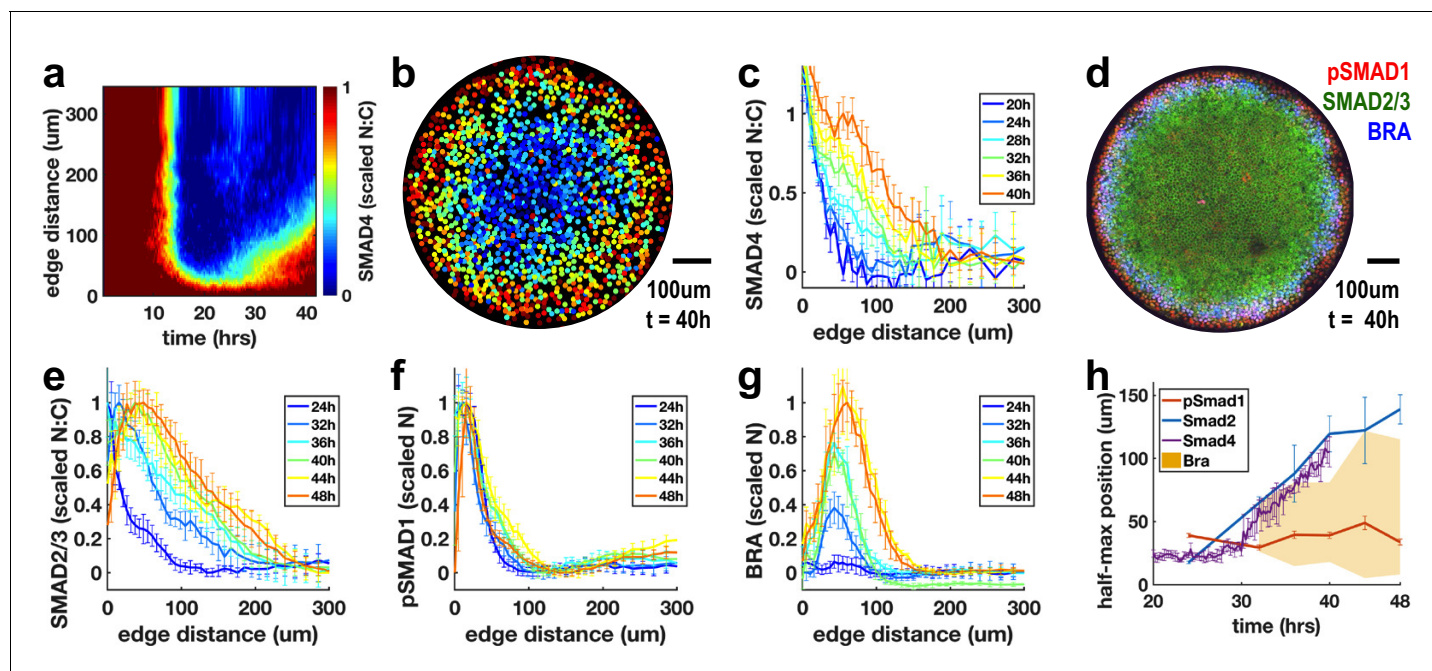 a
edge distance (um)
300
200
100
0
10
20
30
40
time (hrs)
1
0
SMAD4 (scaled N:C)
b
100um
t = 40h
c
SMAD4 (scaled N:C)
1
0.5
0
0
100
200
300
edge distance (um)
20h
24h
28h
32h
36h
40h
d
pSMAD1
SMAD2/3
BRA
100um
t = 40h
e
SMAD2/3 (scaled N:C)
1
0.8
0.6
0.4
0.2
0
0
100
200
300
edge distance (um)
24h
32h
36h
40h
44h
48h
f
pSMAD1 (scaled N)
1
0.8
0.6
0.4
0.2
0
0
100
200
300
edge distance (um)
24h
32h
36h
40h
44h
48h
g
BRA (scaled N)
1
0.8
0.6
0.4
0.2
0
0
100
200
300
edge distance (um)
24h
32h
36h
40h
44h
48h
h
half-max position (um)
150
100
50
0
20
30
40
48
time (hrs)
pSmad1
Smad2
Smad4
Bra